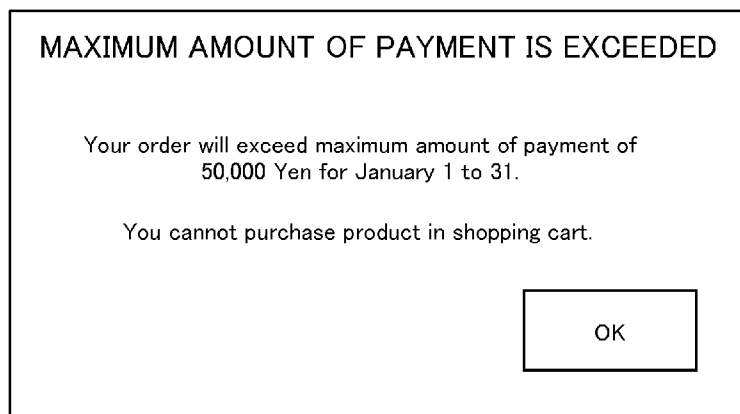 MAXIMUM AMOUNT OF PAYMENT IS EXCEEDED
Your order will exceed maximum amount of payment of
50,000 Yen for January 1 to 31.
You cannot purchase product in shopping cart.
OK